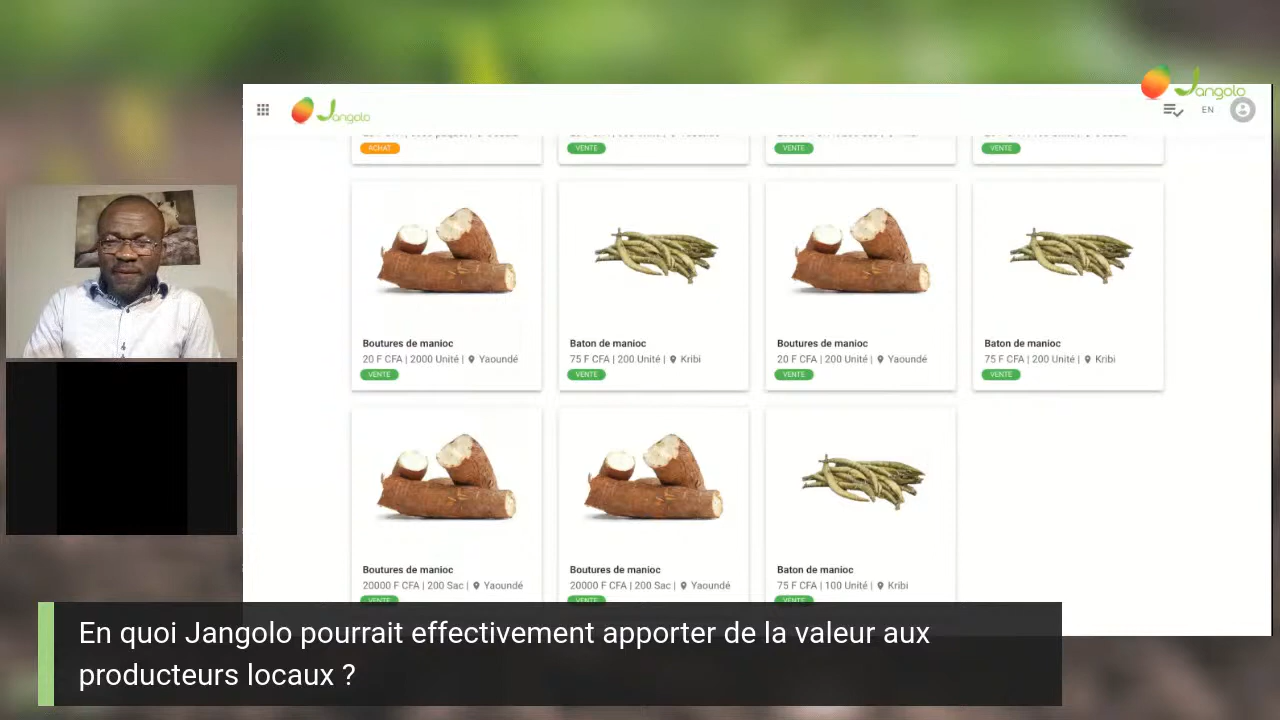 Jangolo
Jangolo
EN
ACHAT
VENTE
VENTE
VENTE
Boutures de manioc
20 F CFA | 2000 Unité | Yaoundé
VENTE
Baton de manioc
75 F CFA | 200 Unité | Kribi
VENTE
Boutures de manioc
20 F CFA | 200 Unité | Yaoundé
VENTE
Baton de manioc
75 F CFA | 200 Unité | Kribi
VENTE
Boutures de manioc
20000 F CFA | 200 Sac | Yaoundé
VENTE
Boutures de manioc
20000 F CFA | 200 Sac | Yaoundé
VENTE
Baton de manioc
75 F CFA | 100 Unité | Kribi
VENTE
En quoi Jangolo pourrait effectivement apporter de la valeur aux
producteurs locaux ?